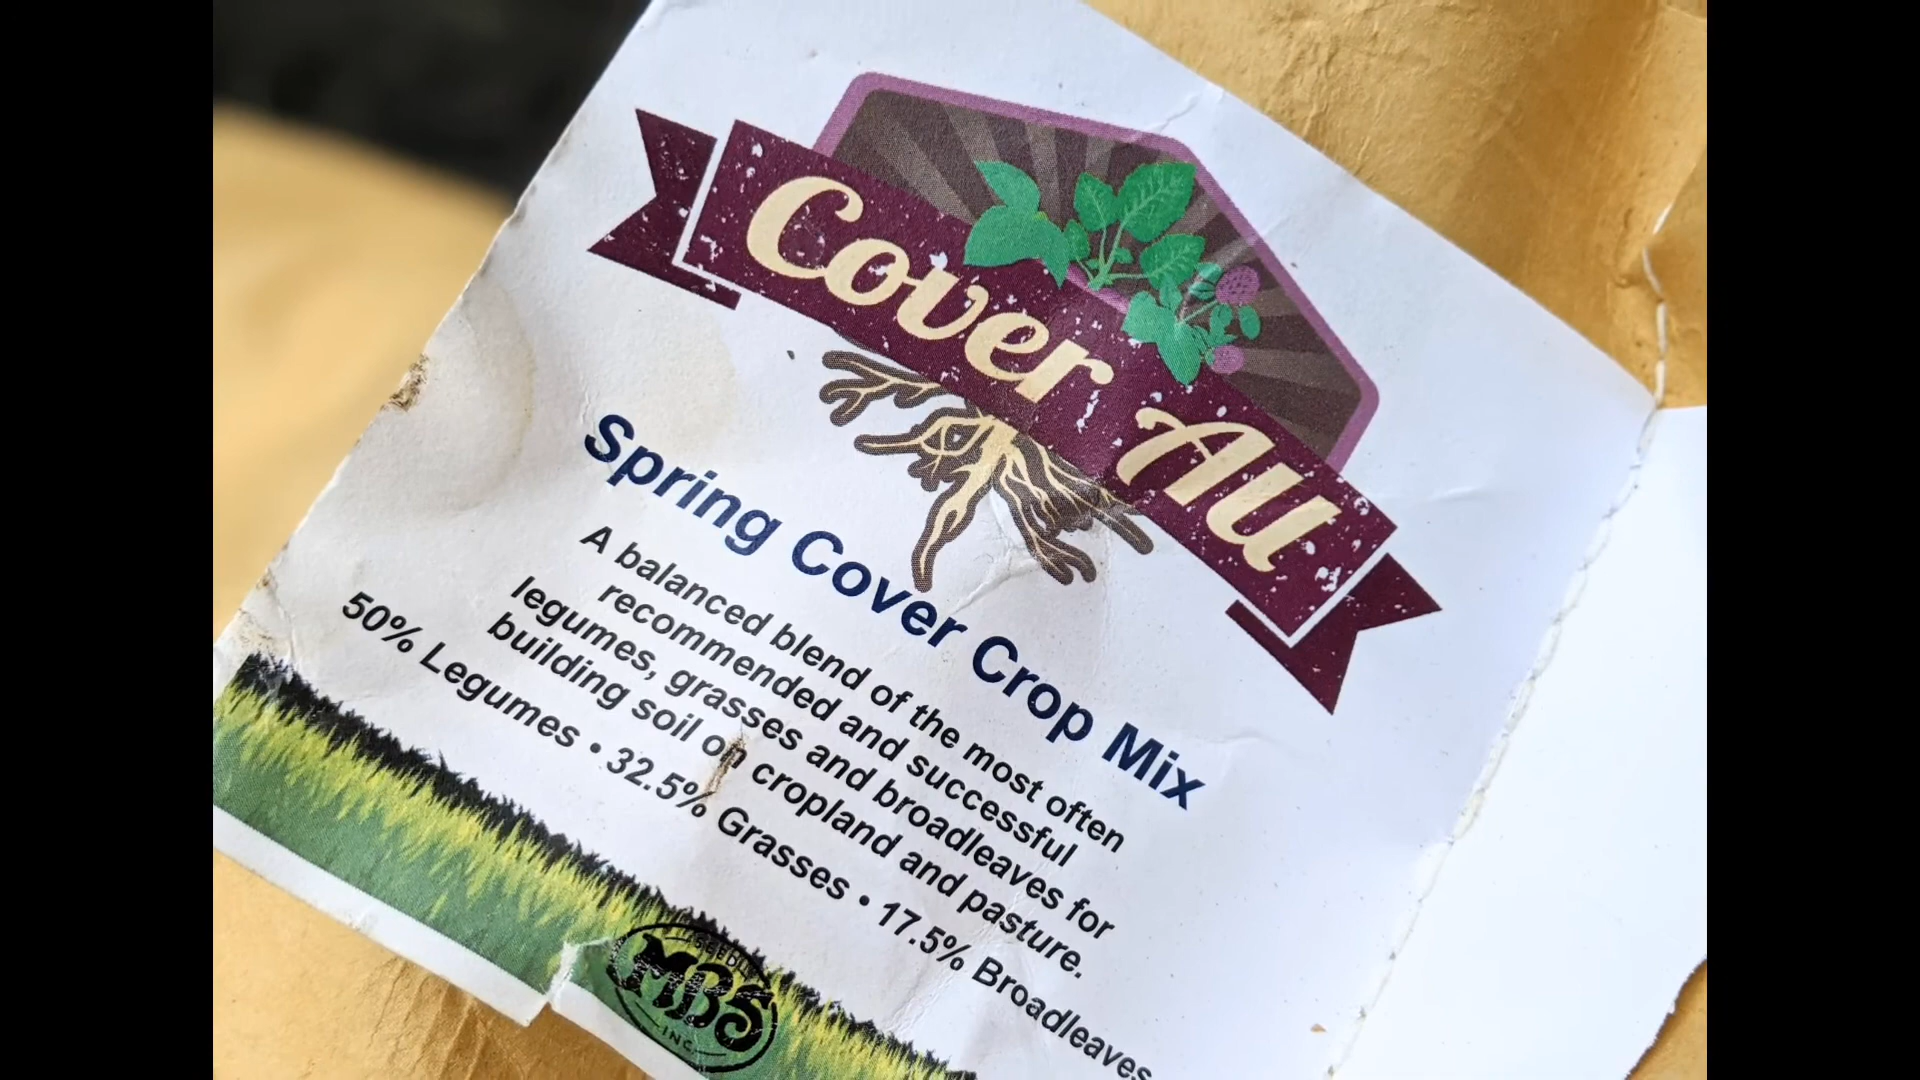 Cover All
Spring Cover Crop Mix
A balanced blend of the most often
recommended and successful
legumes, grasses and broadleaves for
building soil on cropland and pasture.
50% Legumes • 32.5% Grasses • 17.5% Broadleaves
MBS
INC.